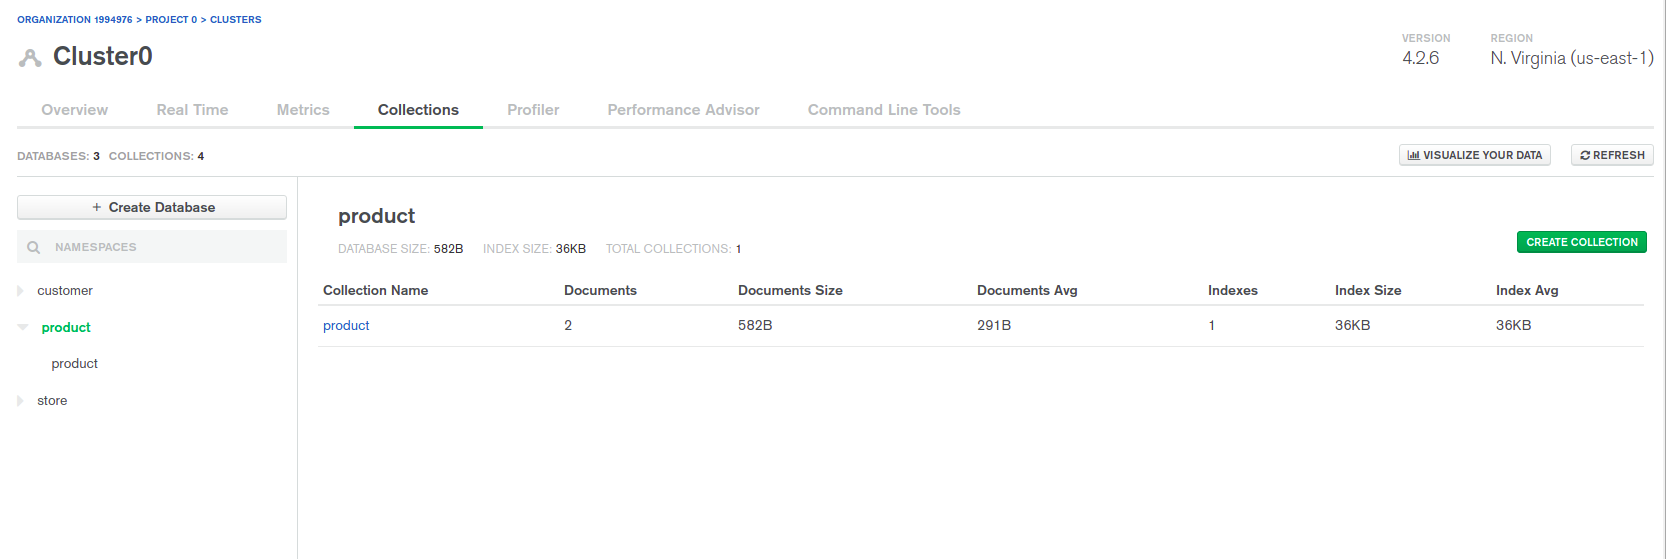 ORGANIZATION 1994976 > PROJECT 0 > CLUSTERS
Cluster0
VERSION
4.2.6
REGION
N. Virginia (us-east-1)
Overview Real Time Metrics Collections Profiler Performance Advisor Command Line Tools
DATABASES: 3 COLLECTIONS: 4
VISUALIZE YOUR DATA
REFRESH
+ Create Database
NAMESPACES
customer
product
product
store
product
DATABASE SIZE: 582B INDEX SIZE: 36KB TOTAL COLLECTIONS: 1
CREATE COLLECTION
Collection Name Documents Documents Size Documents Avg Indexes Index Size Index Avg
product 2 582B 291B 1 36KB 36KB